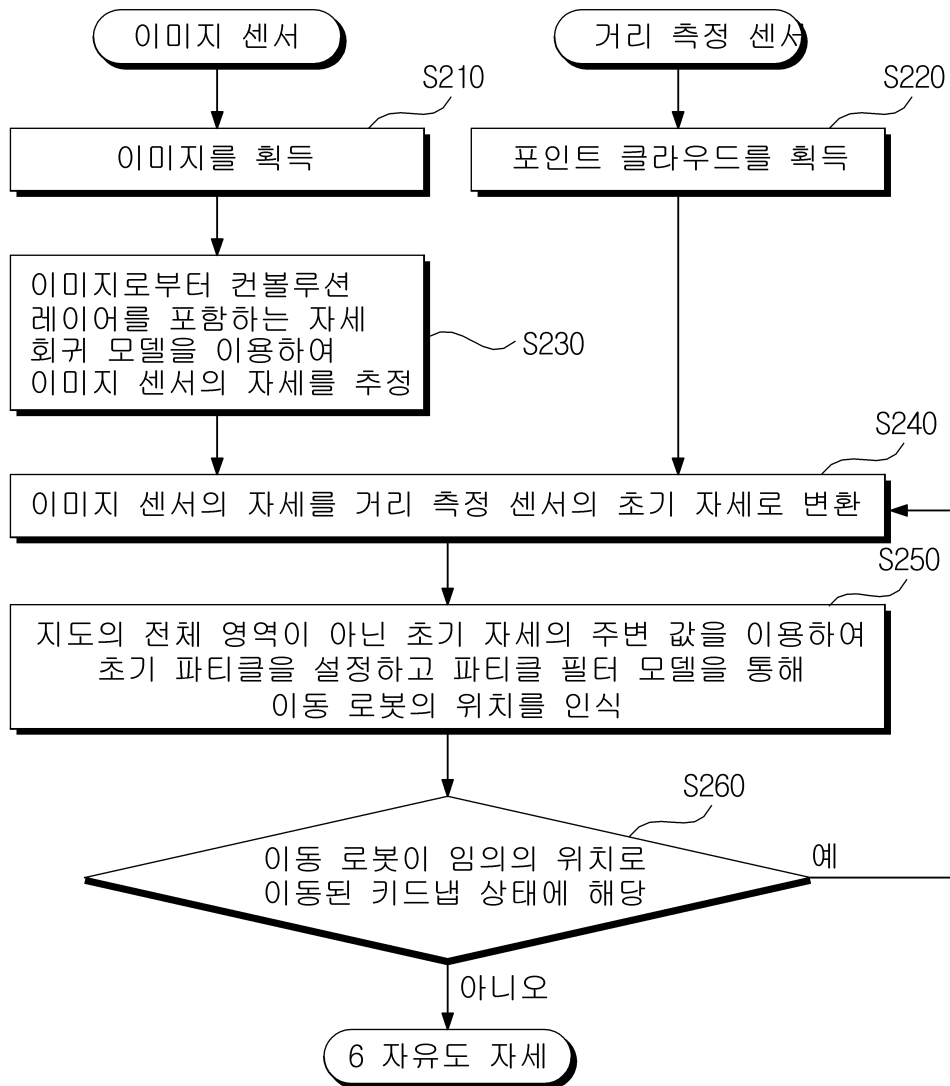 이미지 센서
거리 측정 센서
S210
S220
이미지를 획득
포인트 클라우드를 획득
이미지로부터 컨볼루션
레이어를 포함하는 자세
회귀 모델을 이용하여
이미지 센서의 자세를 추정
S230
S240
이미지 센서의 자세를 거리 측정 센서의 초기 자세로 변환
S250
지도의 전체 영역이 아닌 초기 자세의 주변 값을 이용하여
초기 파티클을 설정하고 파티클 필터 모델을 통해
이동 로봇의 위치를 인식
S260
이동 로봇이 임의의 위치로
이동된 키드냅 상태에 해당
예
아니오
6 자유도 자세